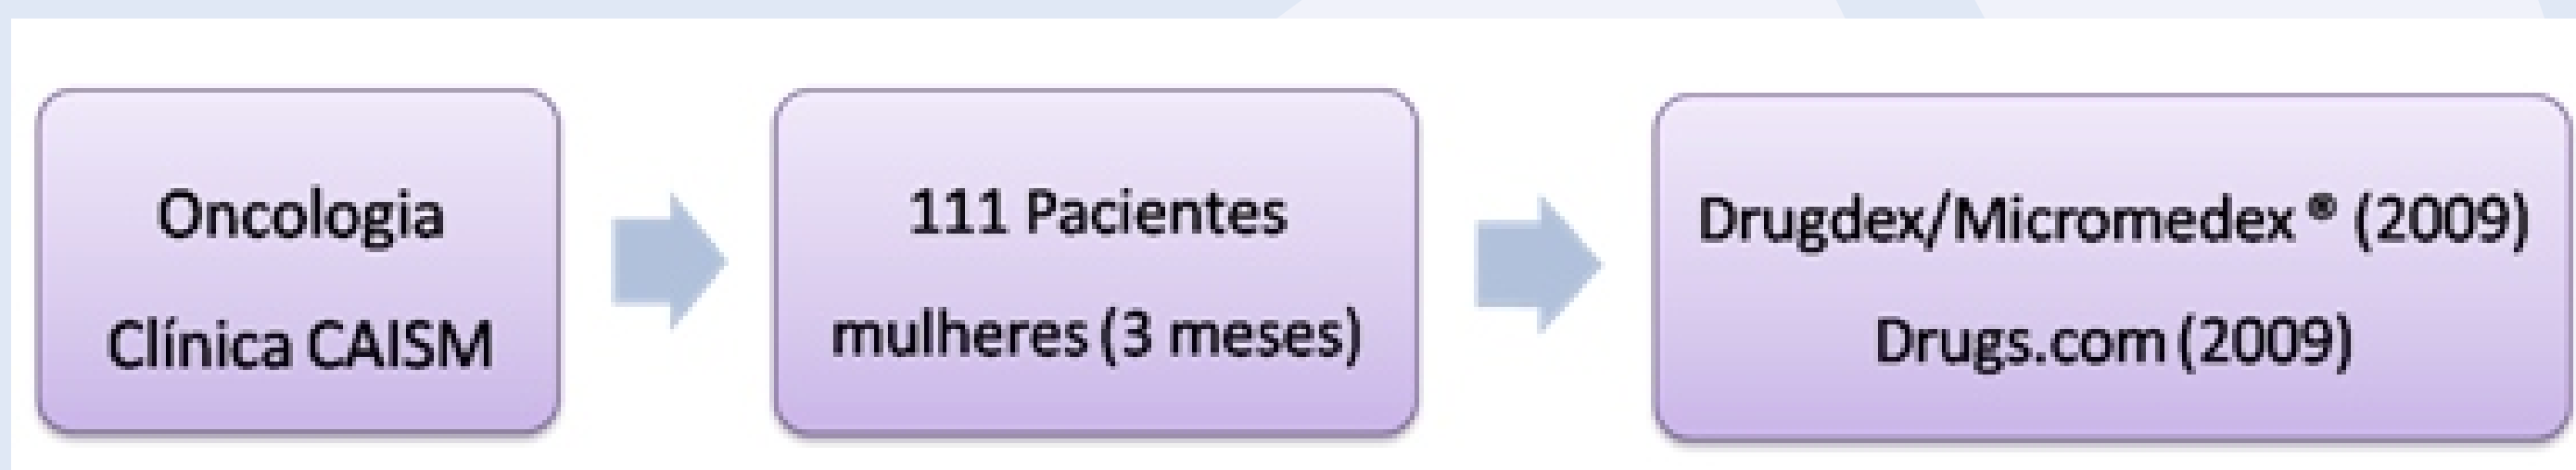 Oncologia
Clínica CAISM
111 Pacientes
mulheres (3 meses)
Drugdex/Micromedex ® (2009)
Drugs.com (2009)